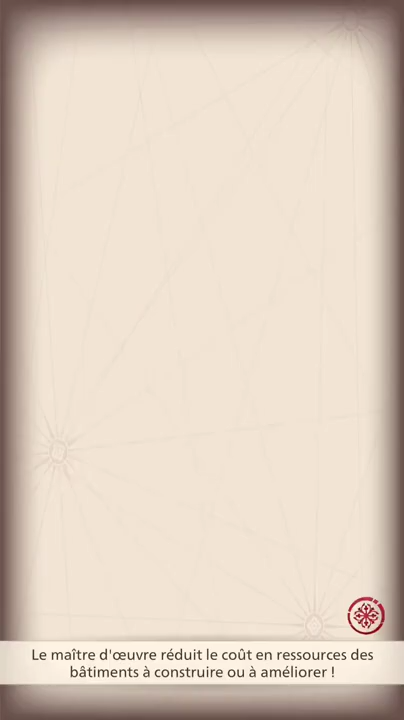 Le maître d'œuvre réduit le coût en ressources des
bâtiments à construire ou à améliorer !